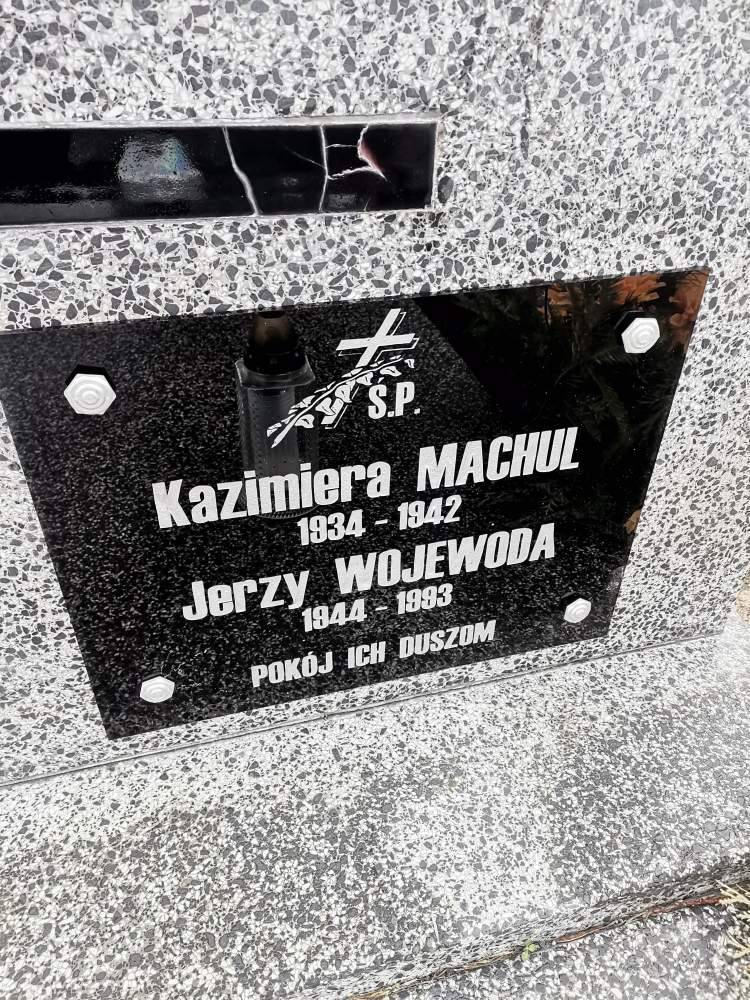 Ś.P.
Kazimiera MACHUL
1934 - 1942
Jerzy WOJEWODA
1944 - 1993
POKÓJ ICH DUSZOM